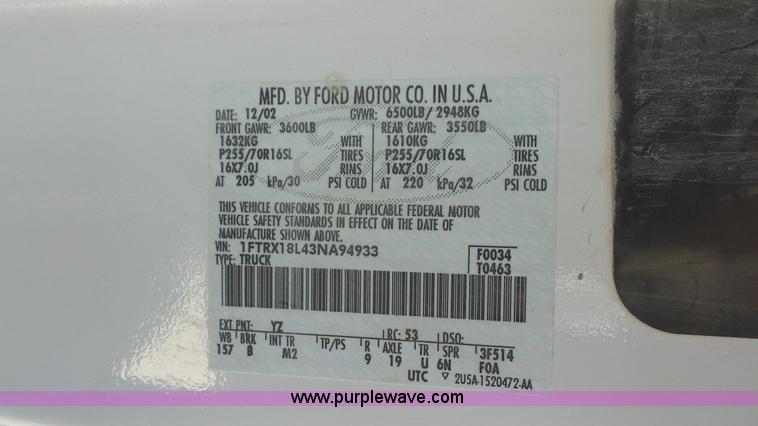 MFD. BY FORD MOTOR CO. IN U.S.A.
DATE: 12/02 GVWR: 6500LB/ 2948KG
FRONT GAWR: 3600LB REAR GAWR: 3550LB
1632KG WITH 1610KG WITH
P255/70R16SL TIRES P255/70R16SL TIRES
16X7.0J RIMS 16X7.0J RIMS
AT 205 kPa/30 PSI COLD AT 220 kPa/32 PSI COLD
THIS VEHICLE CONFORMS TO ALL APPLICABLE FEDERAL MOTOR
VEHICLE SAFETY STANDARDS IN EFFECT ON THE DATE OF
MANUFACTURE SHOWN ABOVE.
VIN: 1FTRX18L43NA94933 F0034
TYPE: TRUCK T0463
EXT PNT: YZ RC: 53 DSO:
WB BRK INT TR TP/PS R AXLE TR SPR 3F514
157 B M2 9 19 U 6N F0A
UTC ▽ 2U5A-1520472-AA
www.purplewave.com